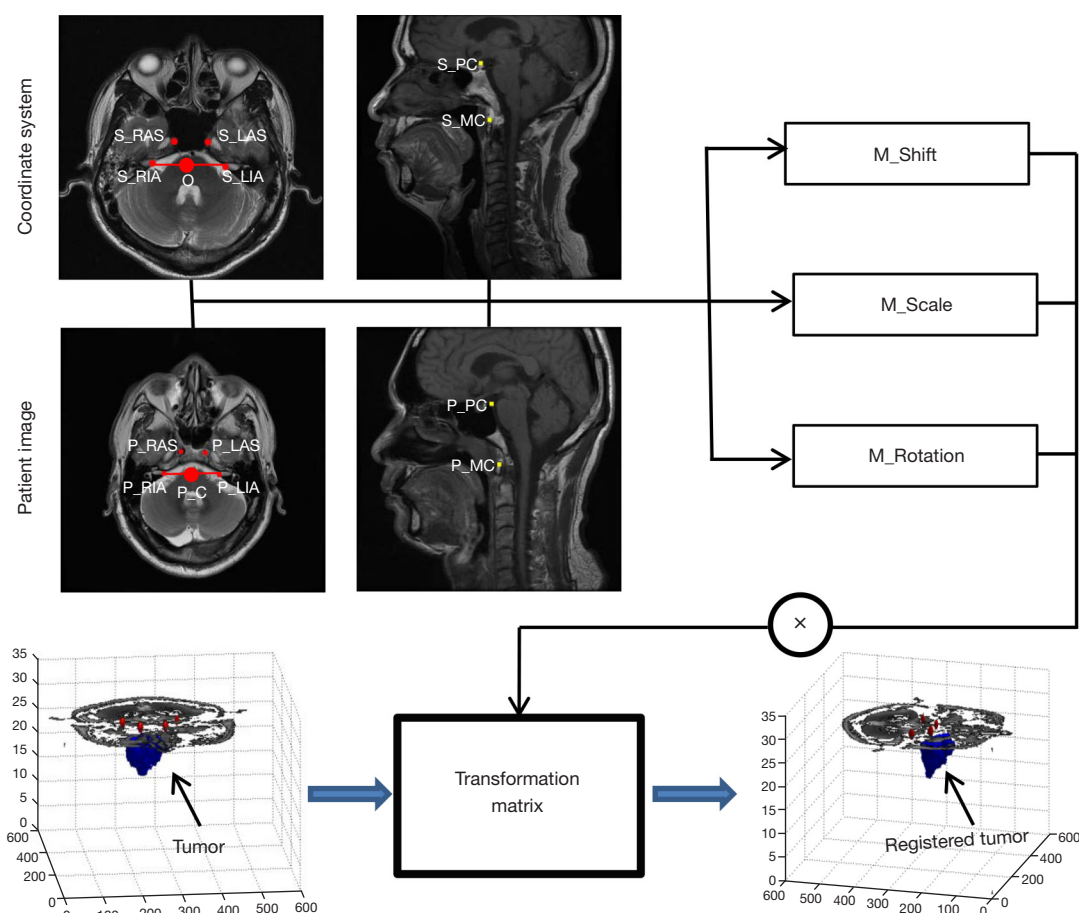 Coordinate system
S_RAS
S_LAS
S_RIA
O
S_LIA
S_PC
S_MC
M_Shift
M_Scale
M_Rotation
Patient image
P_RAS
P_LAS
P_RIA
P_C
P_LIA
P_PC
P_MC
×
35
30
25
20
15
10
5
0
600
400
200
0
0
100
200
300
400
500
600
Tumor
Transformation
matrix
35
30
25
20
15
10
5
0
600
500
400
300
200
100
0
0
200
400
600
Registered tumor